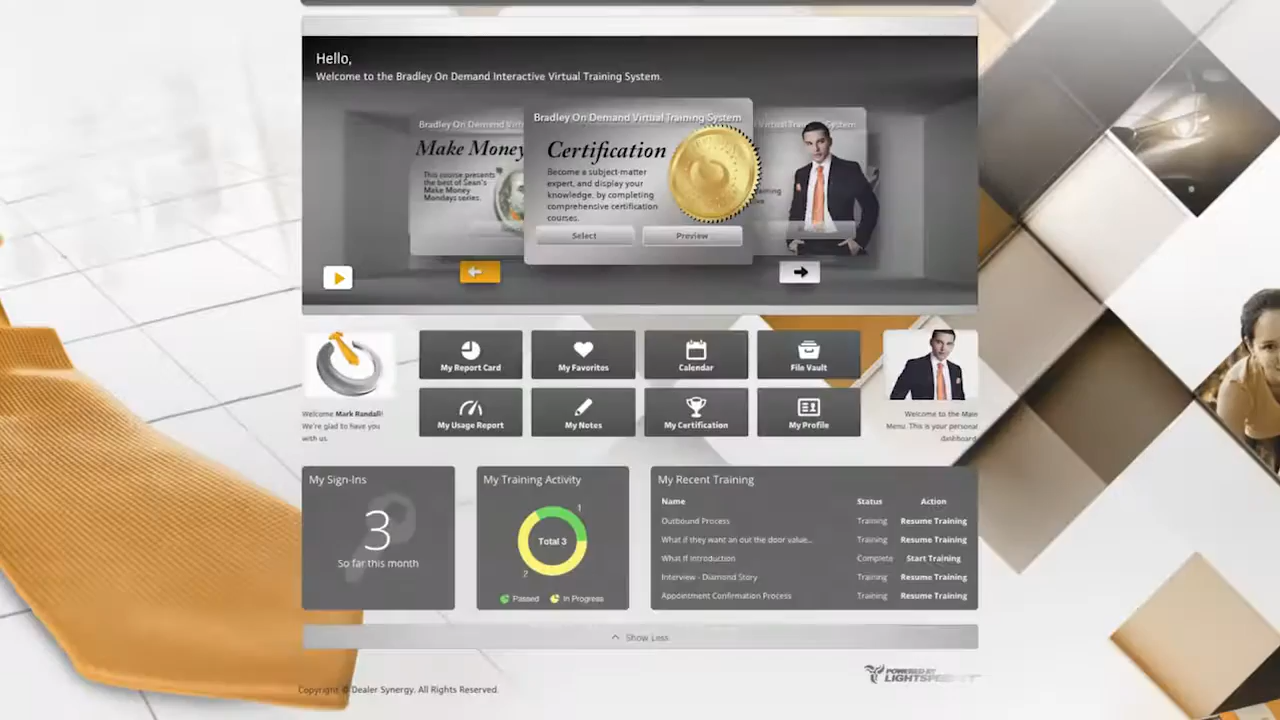 Hello,
Welcome to the Bradley On Demand Interactive Virtual Training System.
Bradley On Demand Virt
Make Money
This course presents
the best of Sean's
Make Money
Mondays series.
Bradley On Demand Virtual Training System
Certification
Become a subject-matter
expert, and display your
knowledge, by completing
comprehensive certification
courses.
Select
Preview
System
My Report Card
My Favorites
Calendar
File Vault
My Usage Report
My Notes
My Certification
My Profile
Welcome Mark Randall!
We're glad to have you
with us.
Welcome to the Main
Menu. This is your personal
dashboard.
My Sign-Ins
3
So far this month
My Training Activity
1
Total 3
2
Passed
In Progress
My Recent Training
Name Status Action
Outbound Process Training Resume Training
What if they want an out the door value... Training Resume Training
What If Introduction Complete Start Training
Interview - Diamond Story Training Resume Training
Appointment Confirmation Process Training Resume Training
Show Less
POWERED BY
Copyright © Dealer Synergy. All Rights Reserved.